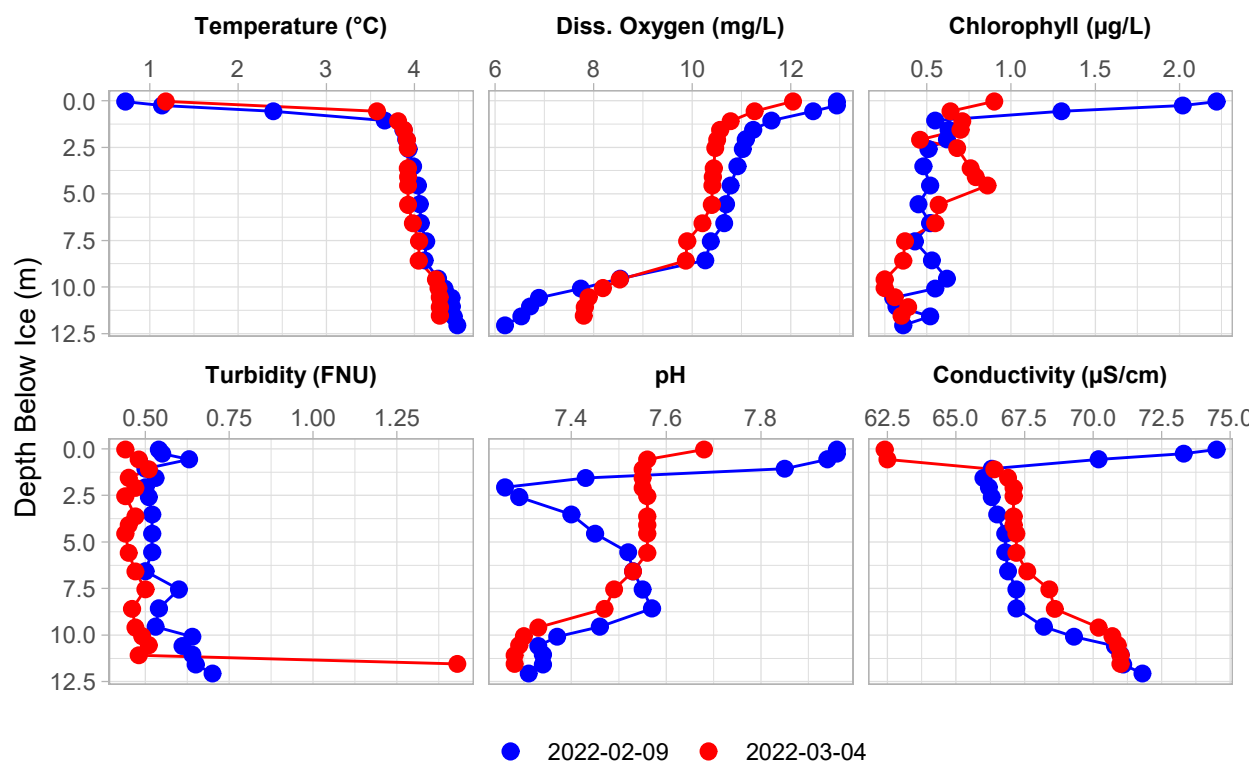 Temperature (°C) Diss. Oxygen (mg/L) Chlorophyll (µg/L)
1 2 3 4 6 8 10 12 0.5 1.0 1.5 2.0
0.0
2.5
5.0
7.5
10.0
12.5
Turbidity (FNU) pH Conductivity (µS/cm)
0.50 0.75 1.00 1.25 7.4 7.6 7.8 62.5 65.0 67.5 70.0 72.5 75.0
0.0
2.5
5.0
7.5
10.0
12.5
Depth Below Ice (m)
2022-02-09 2022-03-04